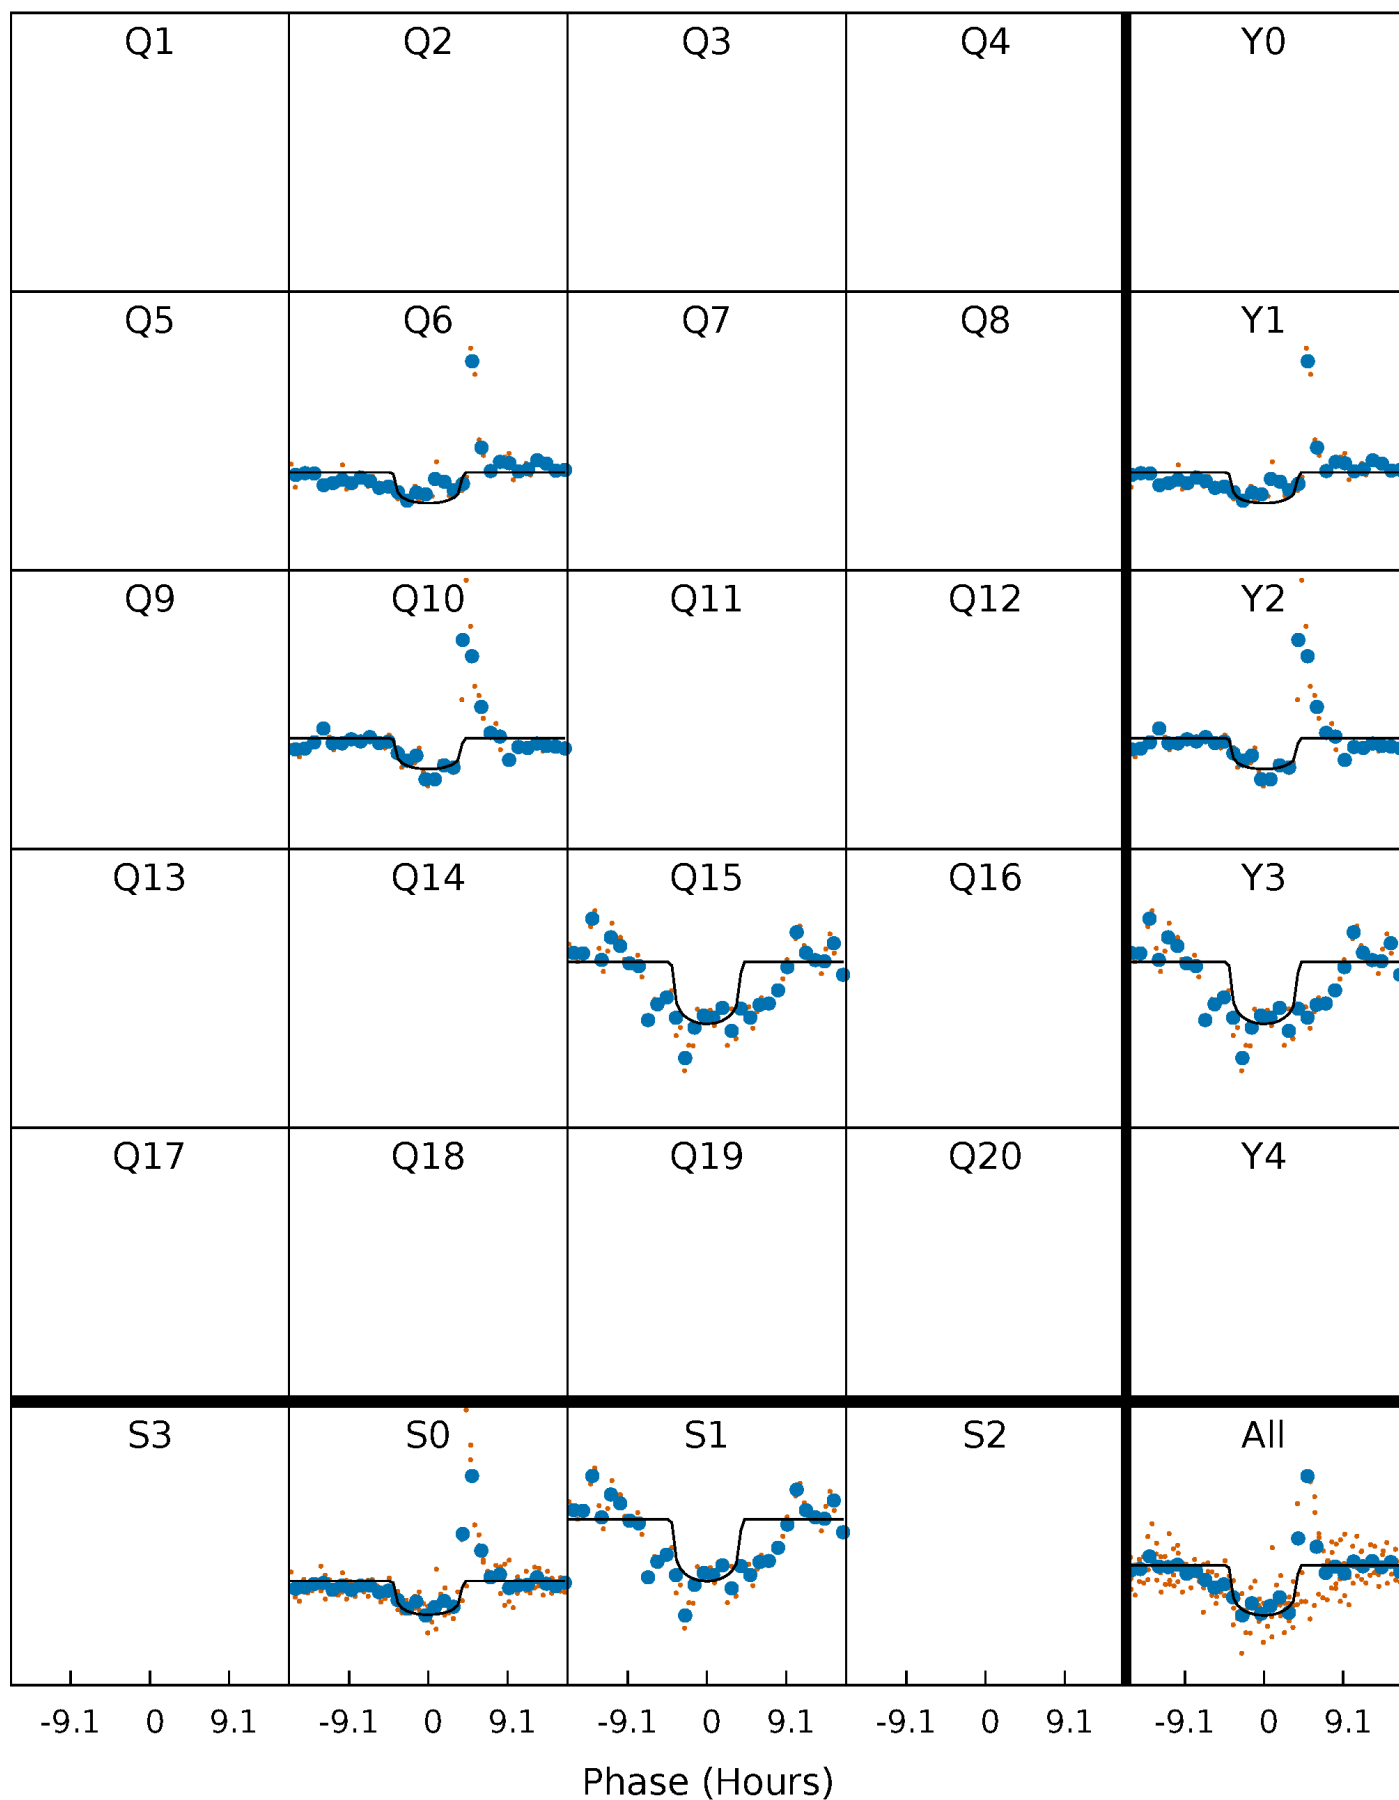 Q1 Q2 Q3 Q4 Y0
Q5 Q6 Q7 Q8 Y1
Q9 Q10 Q11 Q12 Y2
Q13 Q14 Q15 Q16 Y3
Q17 Q18 Q19 Q20 Y4
S3 S0 S1 S2 All
-9.1 0 9.1 -9.1 0 9.1 -9.1 0 9.1 -9.1 0 9.1 -9.1 0 9.1
Phase (Hours)